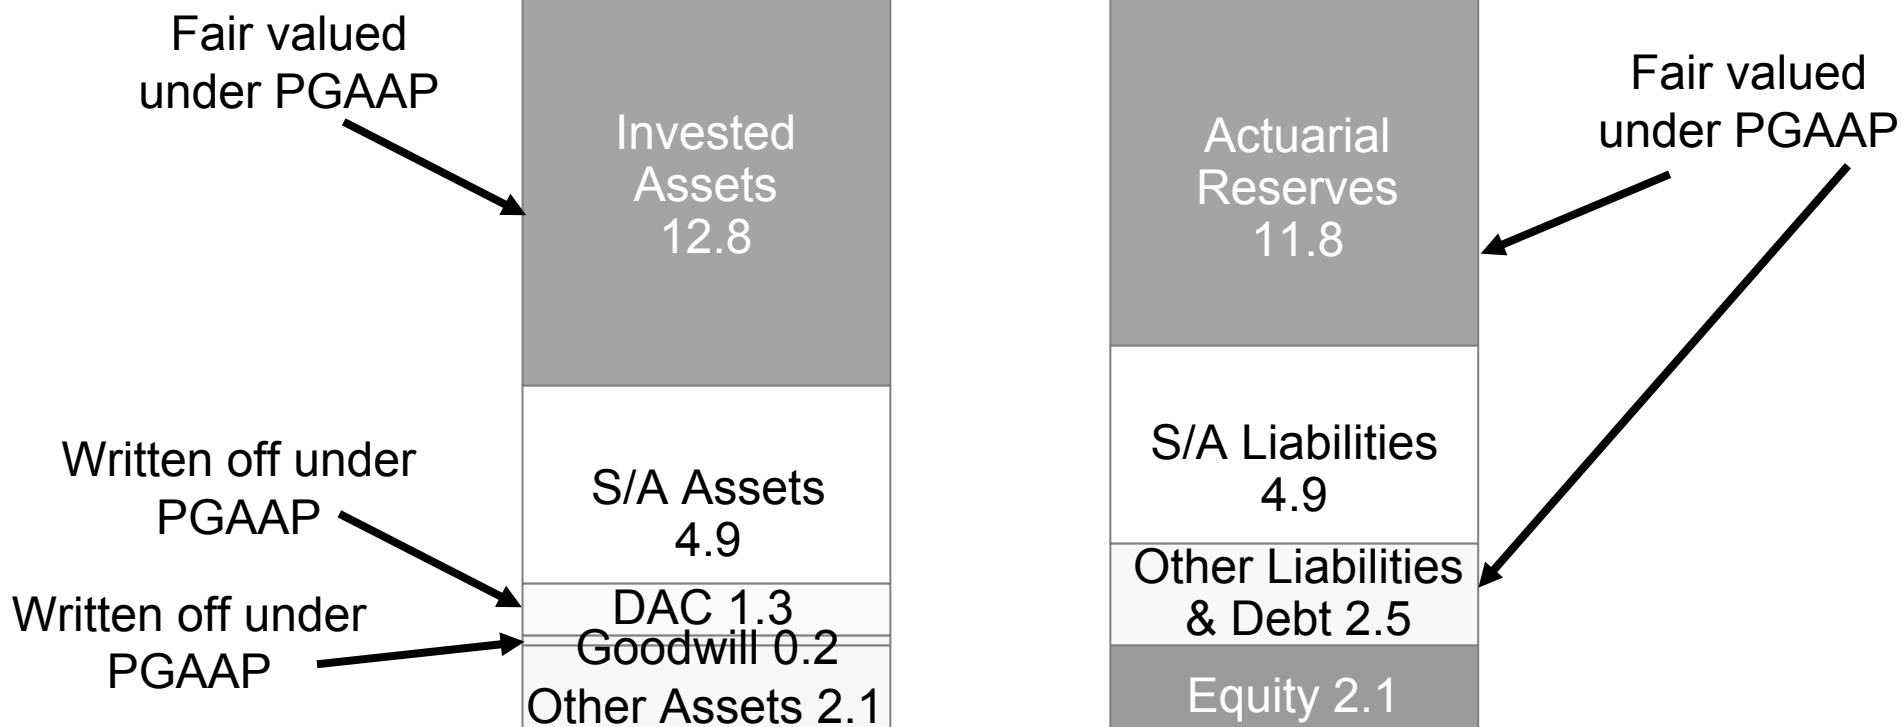 Fair valued
under PGAAP
Invested
Assets
12.8
Actuarial
Reserves
11.8
Fair valued
under PGAAP
Written off under
PGAAP
S/A Assets
4.9
S/A Liabilities
4.9
Written off under
PGAAP
DAC 1.3
Goodwill 0.2
Other Assets 2.1
Other Liabilities
& Debt 2.5
Equity 2.1